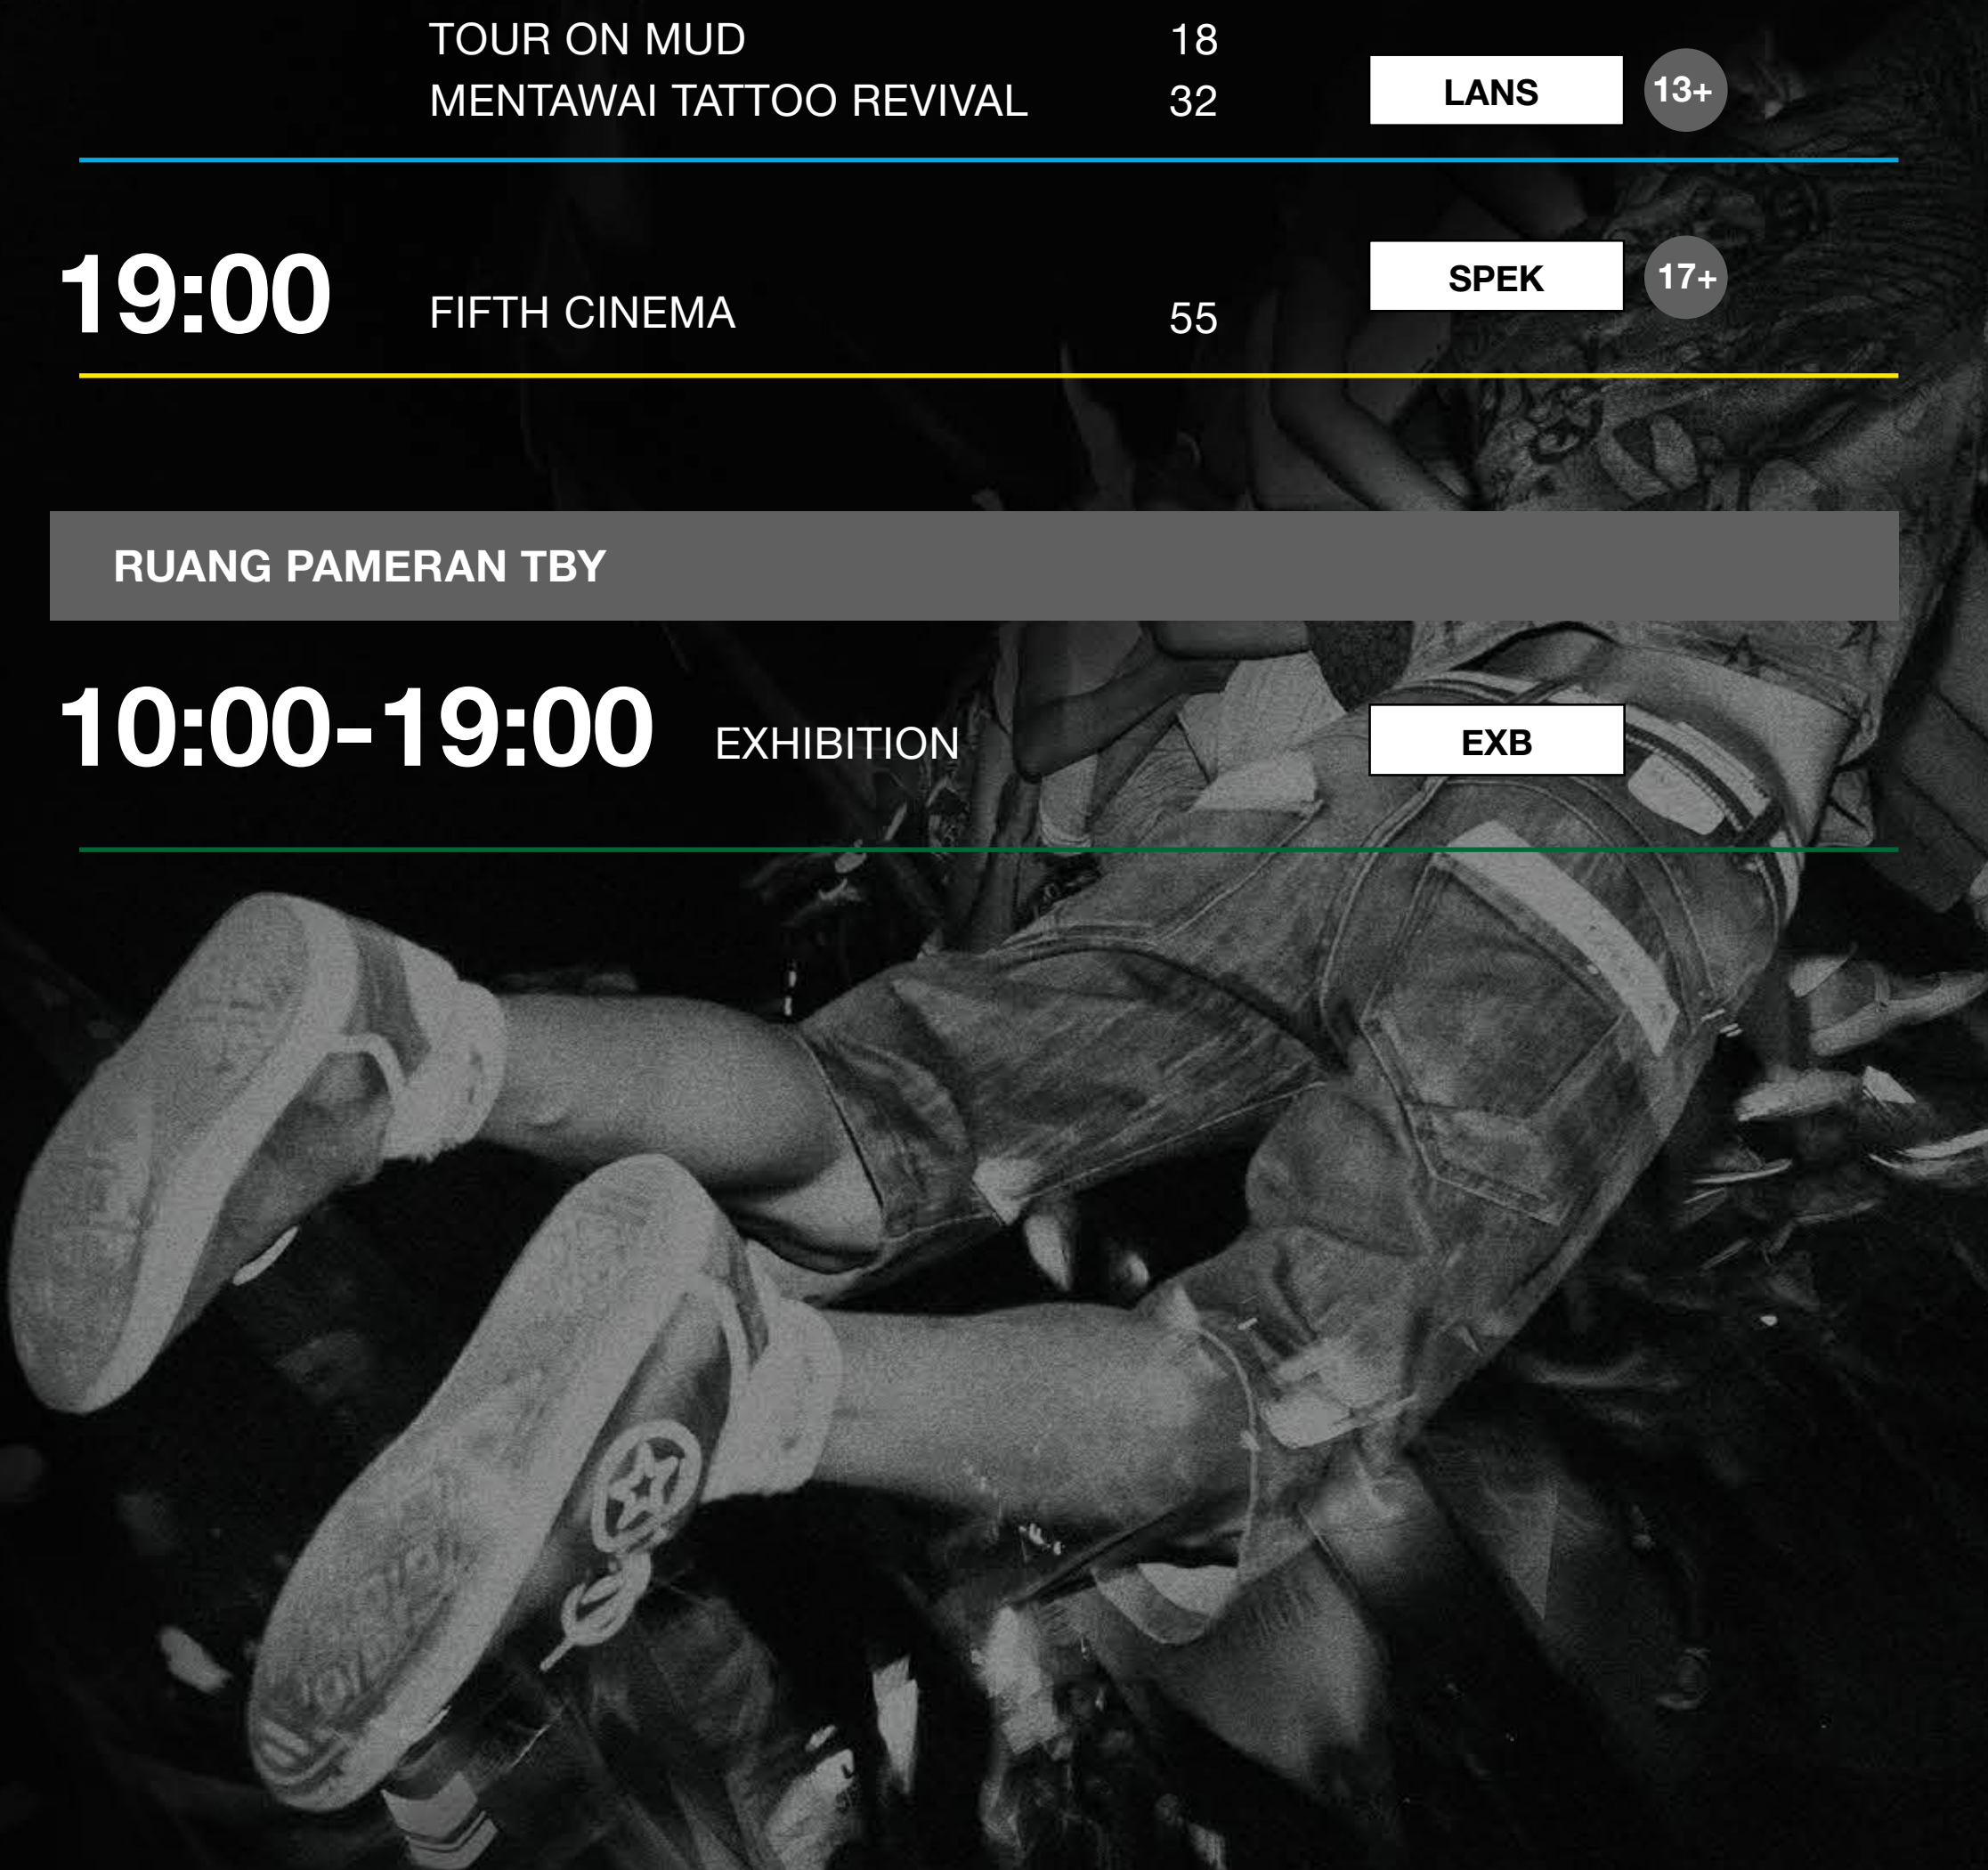 TOUR ON MUD 18
MENTAWAI TATTOO REVIVAL 32 LANS 13+
19:00 FIFTH CINEMA 55 SPEK 17+
RUANG PAMERAN TBY
10:00-19:00 EXHIBITION EXB